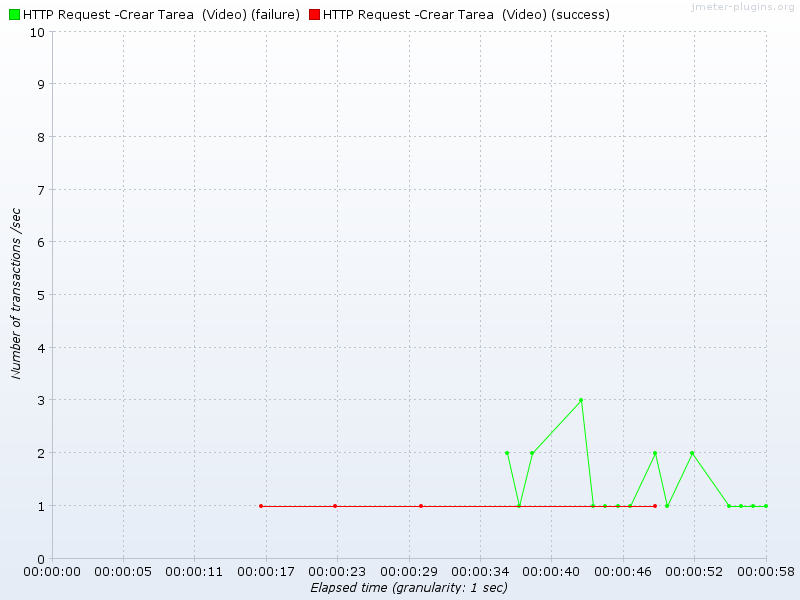 HTTP Request -Crear Tarea  (Video) (failure) HTTP Request -Crear Tarea  (Video) (success)
jmeter-plugins.org
10
9
8
7
6
5
4
3
2
1
0
Number of transactions /sec
00:00:00 00:00:05 00:00:11 00:00:17 00:00:23 00:00:29 00:00:34 00:00:40 00:00:46 00:00:52 00:00:58
Elapsed time (granularity: 1 sec)